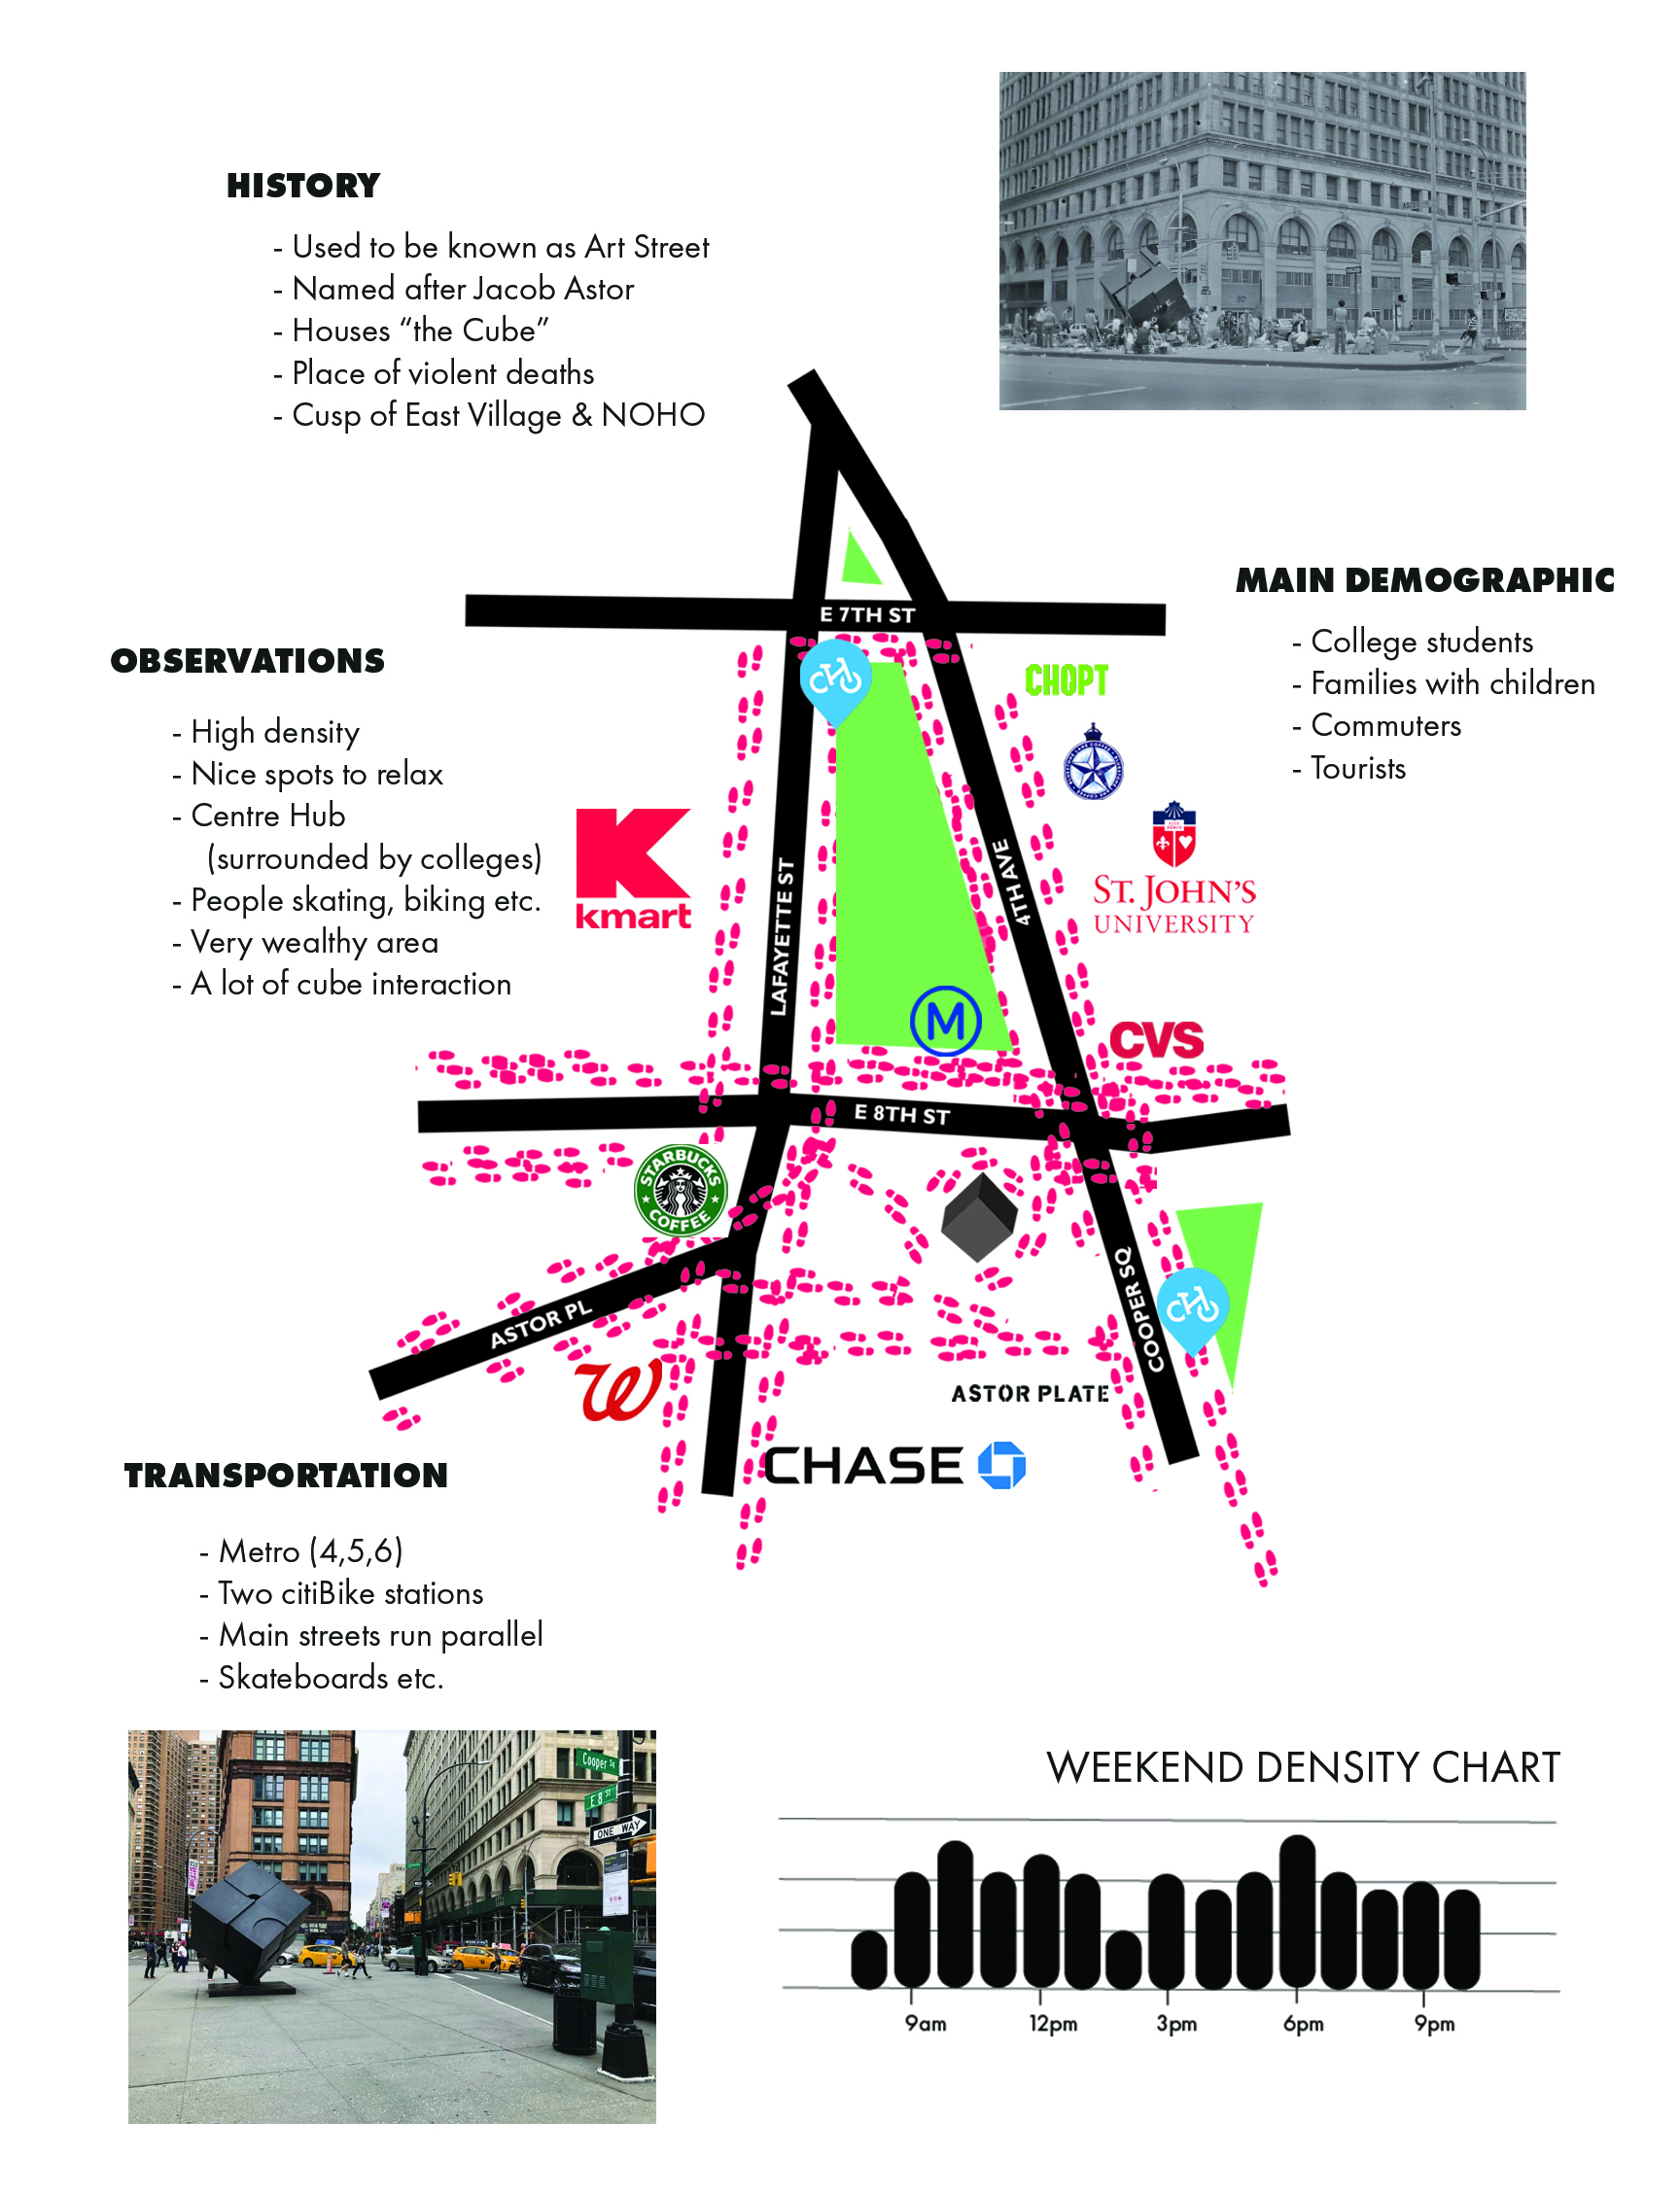 HISTORY
- Used to be known as Art Street
- Named after Jacob Astor
- Houses “the Cube”
- Place of violent deaths
- Cusp of East Village & NOHO
MAIN DEMOGRAPHIC
- College students
- Families with children
- Commuters
- Tourists
OBSERVATIONS
- High density
- Nice spots to relax
- Centre Hub
(surrounded by colleges)
- People skating, biking etc.
- Very wealthy area
- A lot of cube interaction
E 7TH ST
CHOPT
kmart
LAFAYETTE ST
4TH AVE
ST. JOHN'S
UNIVERSITY
M
CVS
E 8TH ST
STARBUCKS
COFFEE
ASTOR PL
COOPER SQ
W
ASTOR PLATE
CHASE
TRANSPORTATION
- Metro (4,5,6)
- Two citiBike stations
- Main streets run parallel
- Skateboards etc.
Cooper Sq
E 8 ST
ONE WAY
WEEKEND DENSITY CHART
9am 12pm 3pm 6pm 9pm